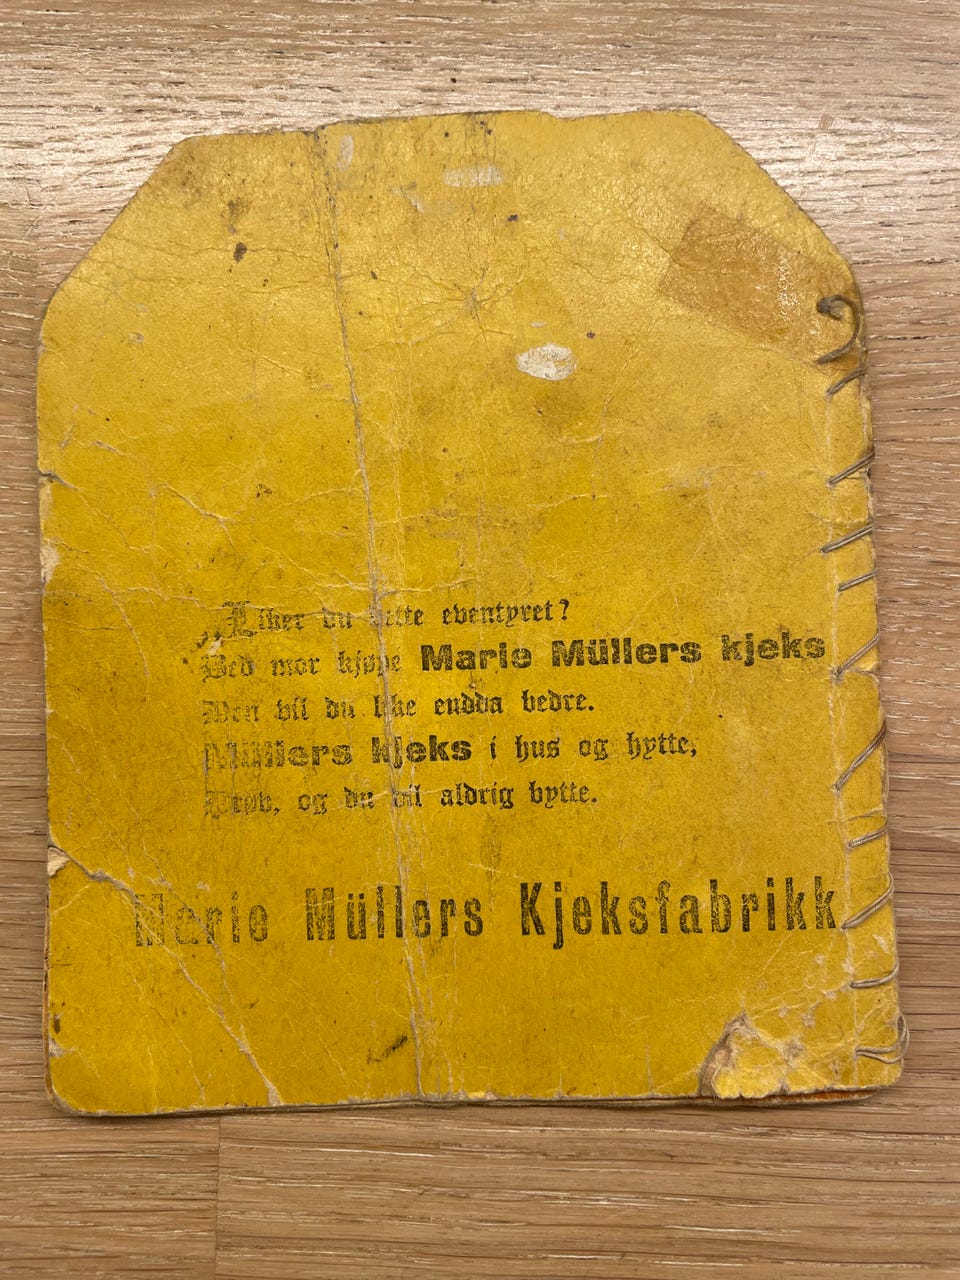 „Liker du dette eventyret?
Bed mor kjøpe Marie Müllers kjeks
Den vil du like endda bedre.
Müllers kjeks i hus og hytte,
Prøv, og du vil aldrig bytte.
Marie Müllers Kjeksfabrikk